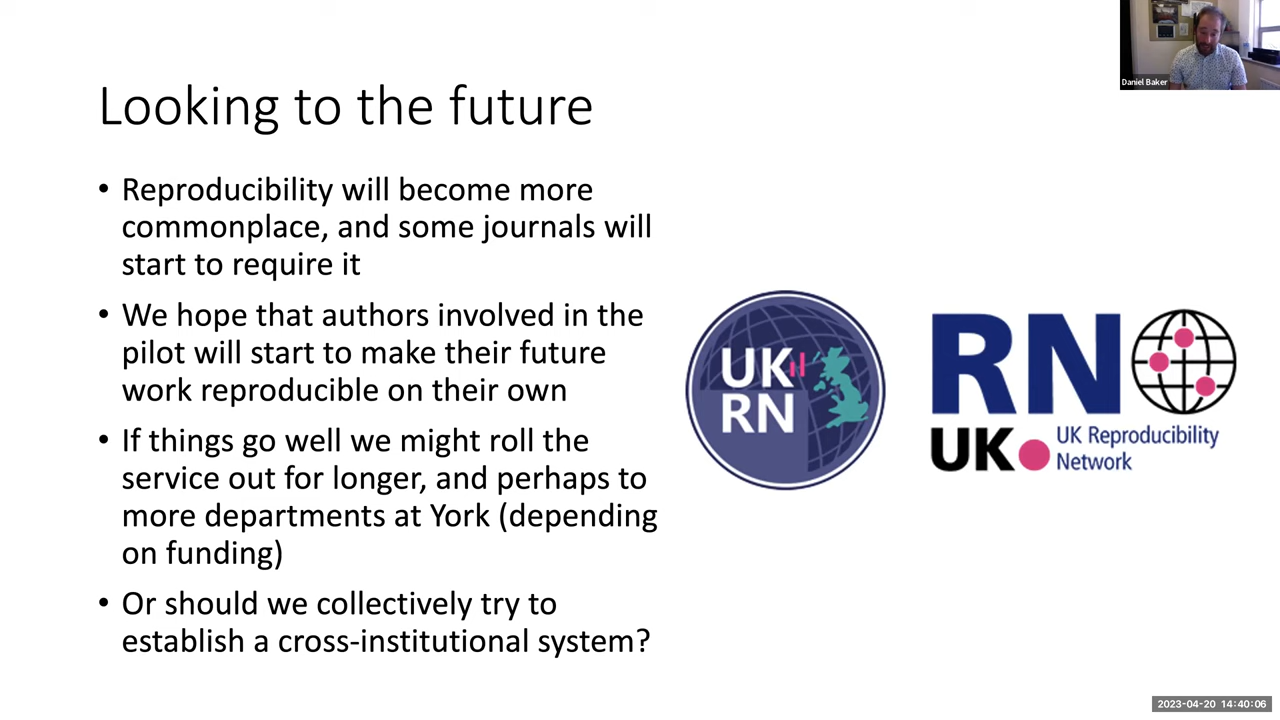 Daniel Baker
Looking to the future
• Reproducibility will become more
commonplace, and some journals will
start to require it
• We hope that authors involved in the
pilot will start to make their future
work reproducible on their own
• If things go well we might roll the
service out for longer, and perhaps to
more departments at York (depending
on funding)
• Or should we collectively try to
establish a cross-institutional system?
UK
RN
RN
UK
UK Reproducibility
Network
2023-04-20 14:40:06